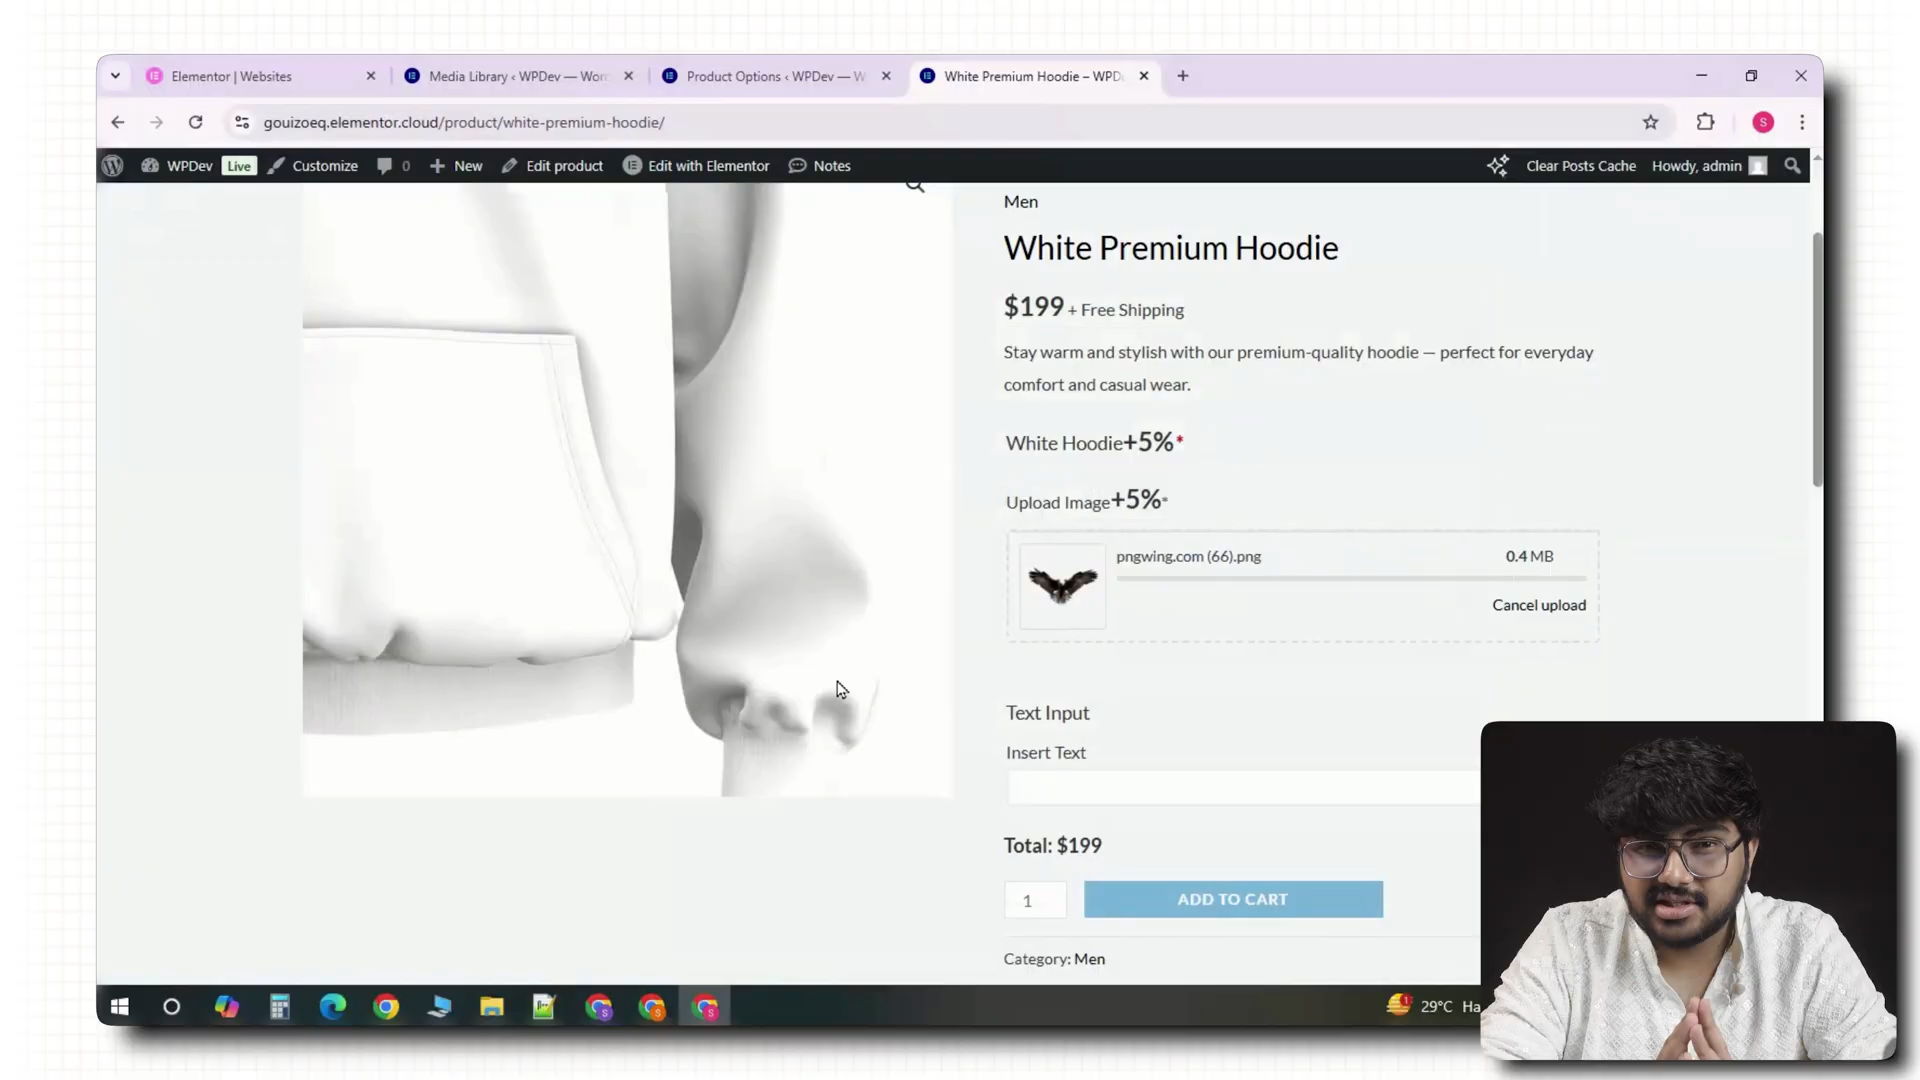 Elementor | Websites
Media Library ‹ WPDev — Wor
Product Options ‹ WPDev — W
White Premium Hoodie – WPD
gouizoeq.elementor.cloud/product/white-premium-hoodie/
S
WPDev
Live
Customize
0
New
Edit product
Edit with Elementor
Notes
Clear Posts Cache
Howdy, admin
Men
White Premium Hoodie
$199 + Free Shipping
Stay warm and stylish with our premium-quality hoodie — perfect for everyday
comfort and casual wear.
White Hoodie+5%*
Upload Image+5%*
pngwing.com (66).png
0.4 MB
Cancel upload
Text Input
Insert Text
Total: $199
1
ADD TO CART
Category: Men
29°C Ha